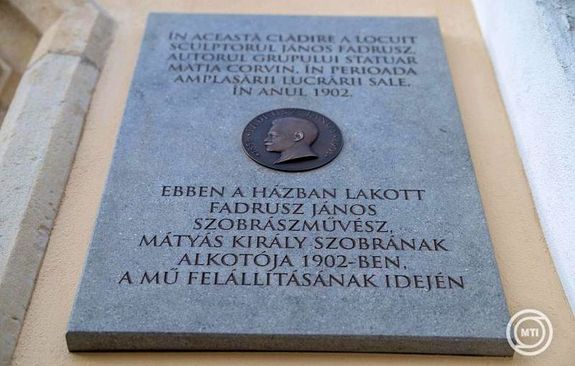 ÎN ACEASTĂ CLĂDIRE A LOCUIT
SCULPTORUL JÁNOS FADRUSZ,
AUTORUL GRUPULUI STATUAR
MATIA CORVIN, ÎN PERIOADA
AMPLASĂRII LUCRĂRII SALE,
ÎN ANUL 1902.
EBBEN A HÁZBAN LAKOTT
FADRUSZ JÁNOS
SZOBRÁSZMŰVÉSZ,
MÁTYÁS KIRÁLY SZOBRÁNAK
ALKOTÓJA 1902-BEN,
A MŰ FELÁLLÍTÁSÁNAK IDEJÉN
MTI